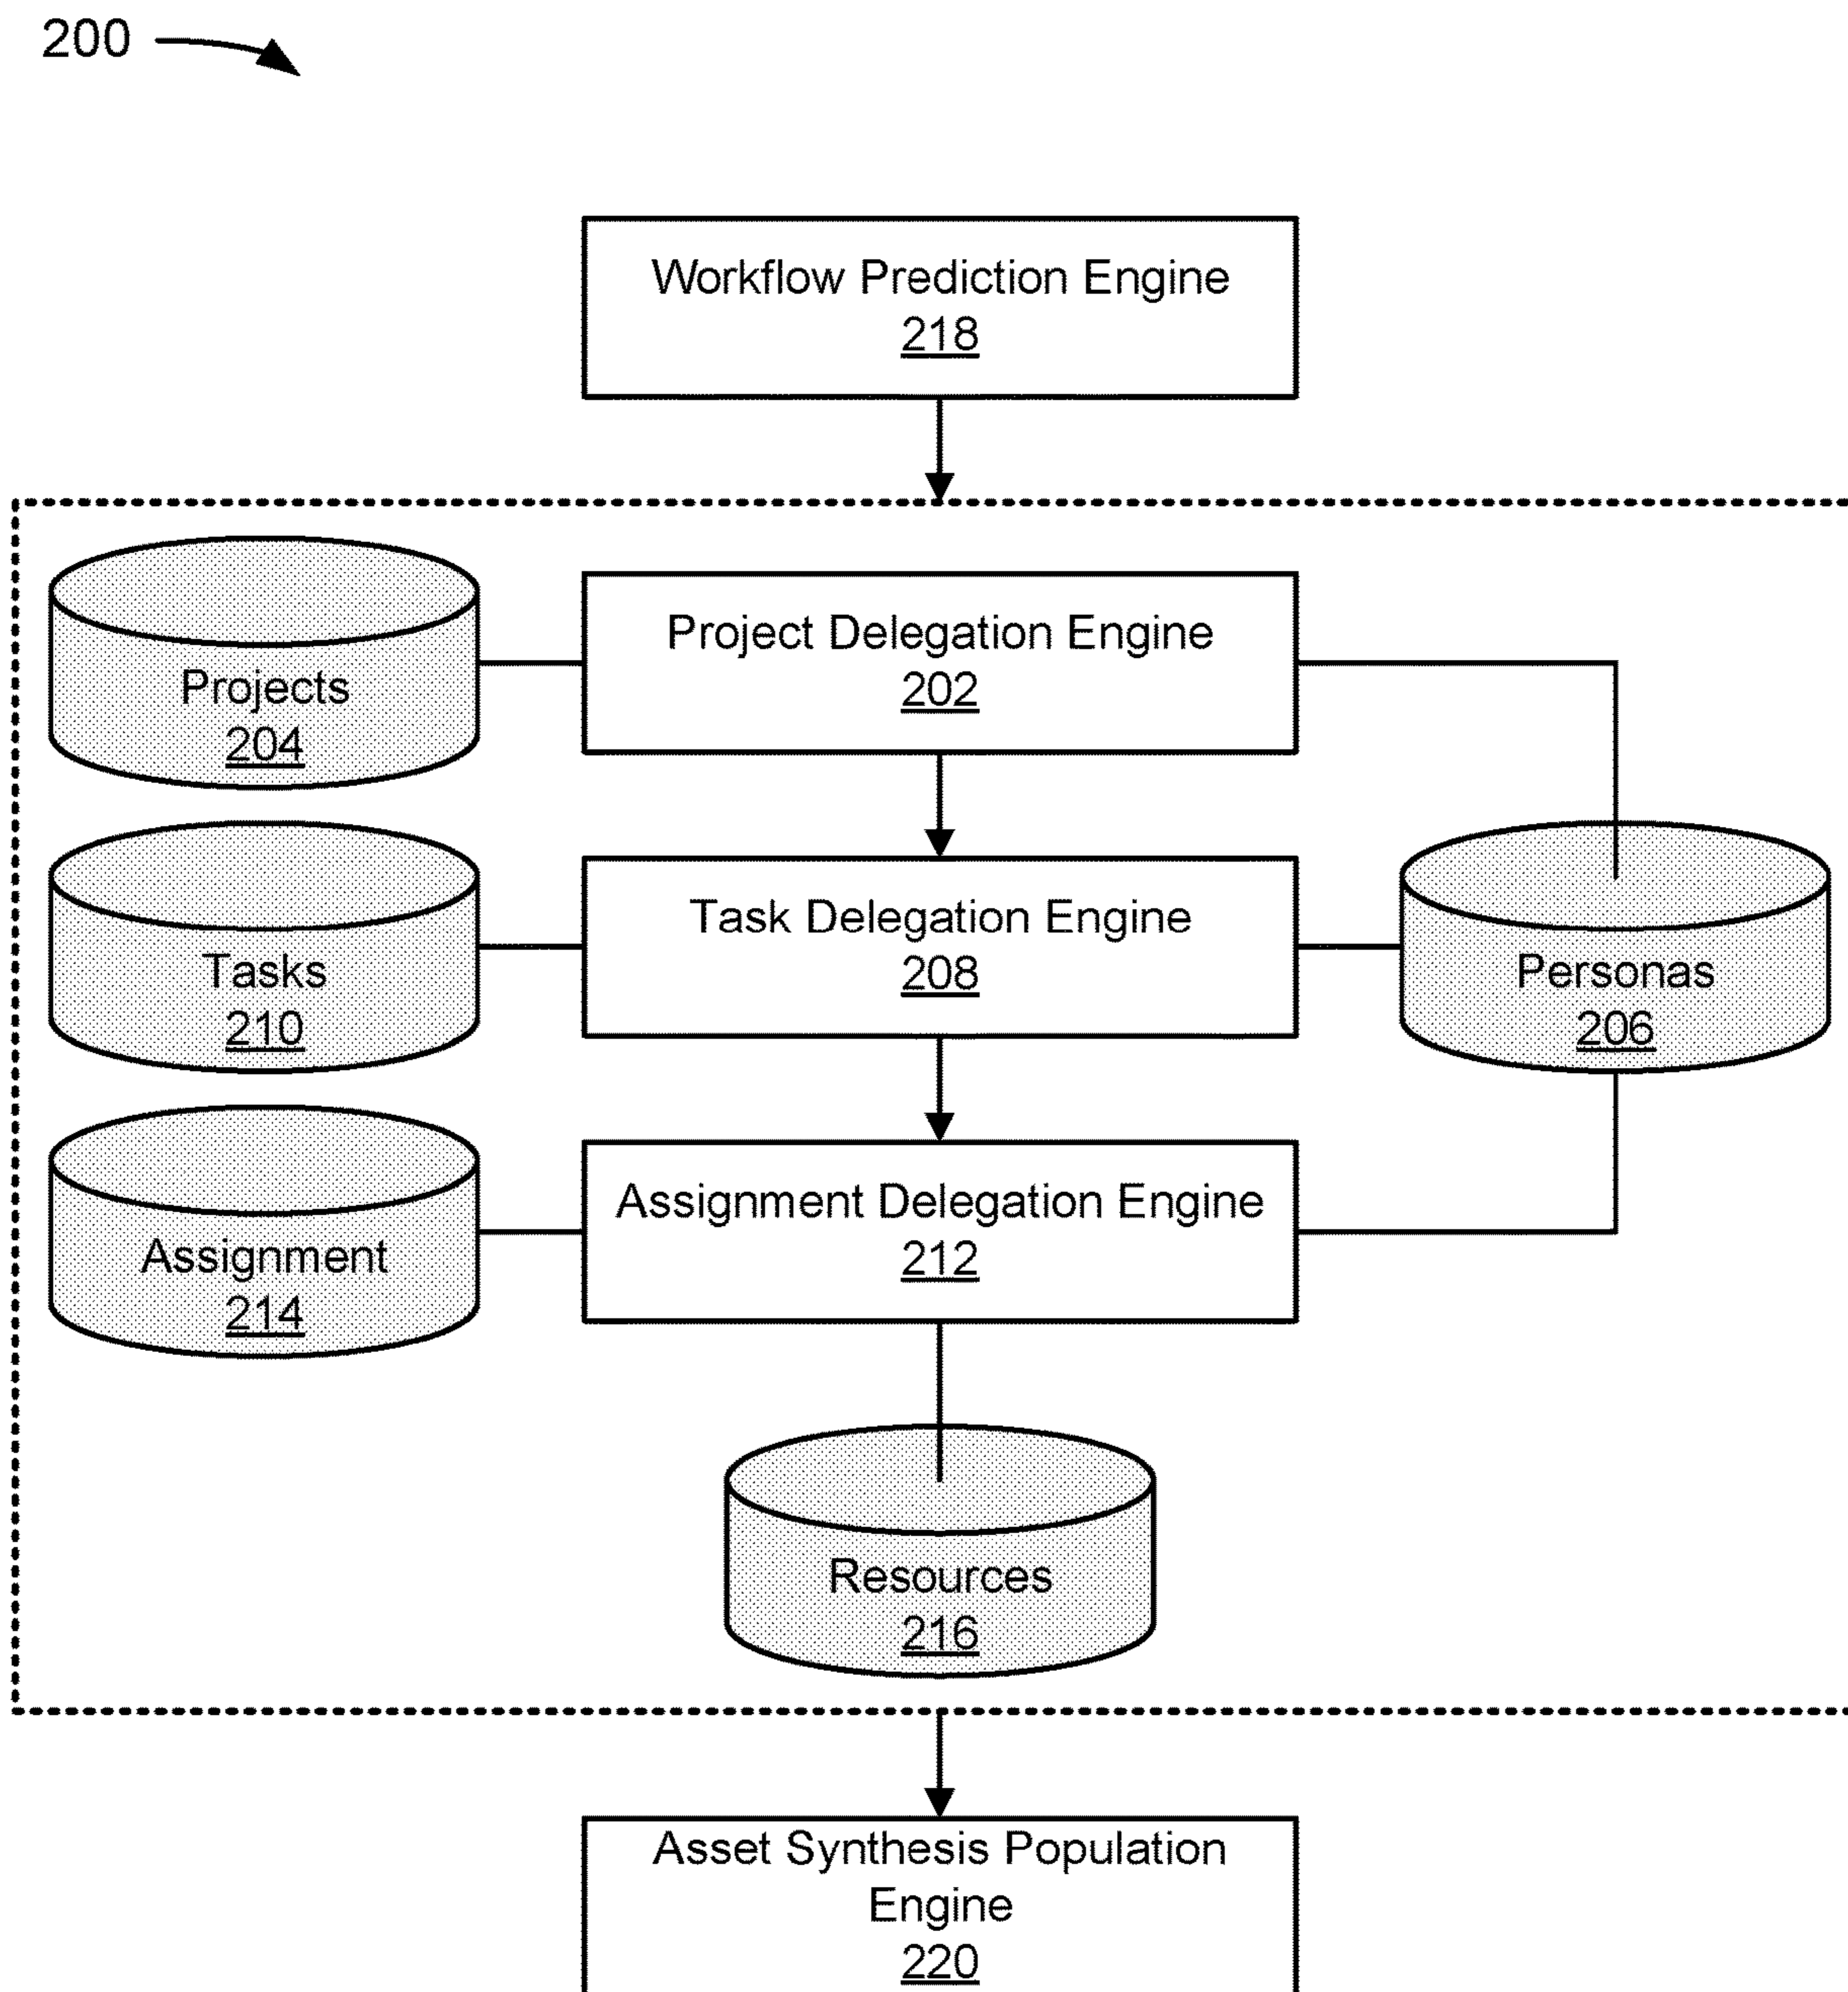 200
Workflow Prediction Engine
218
Projects
204
Project Delegation Engine
202
Tasks
210
Task Delegation Engine
208
Personas
206
Assignment
214
Assignment Delegation Engine
212
Resources
216
Asset Synthesis Population
Engine
220